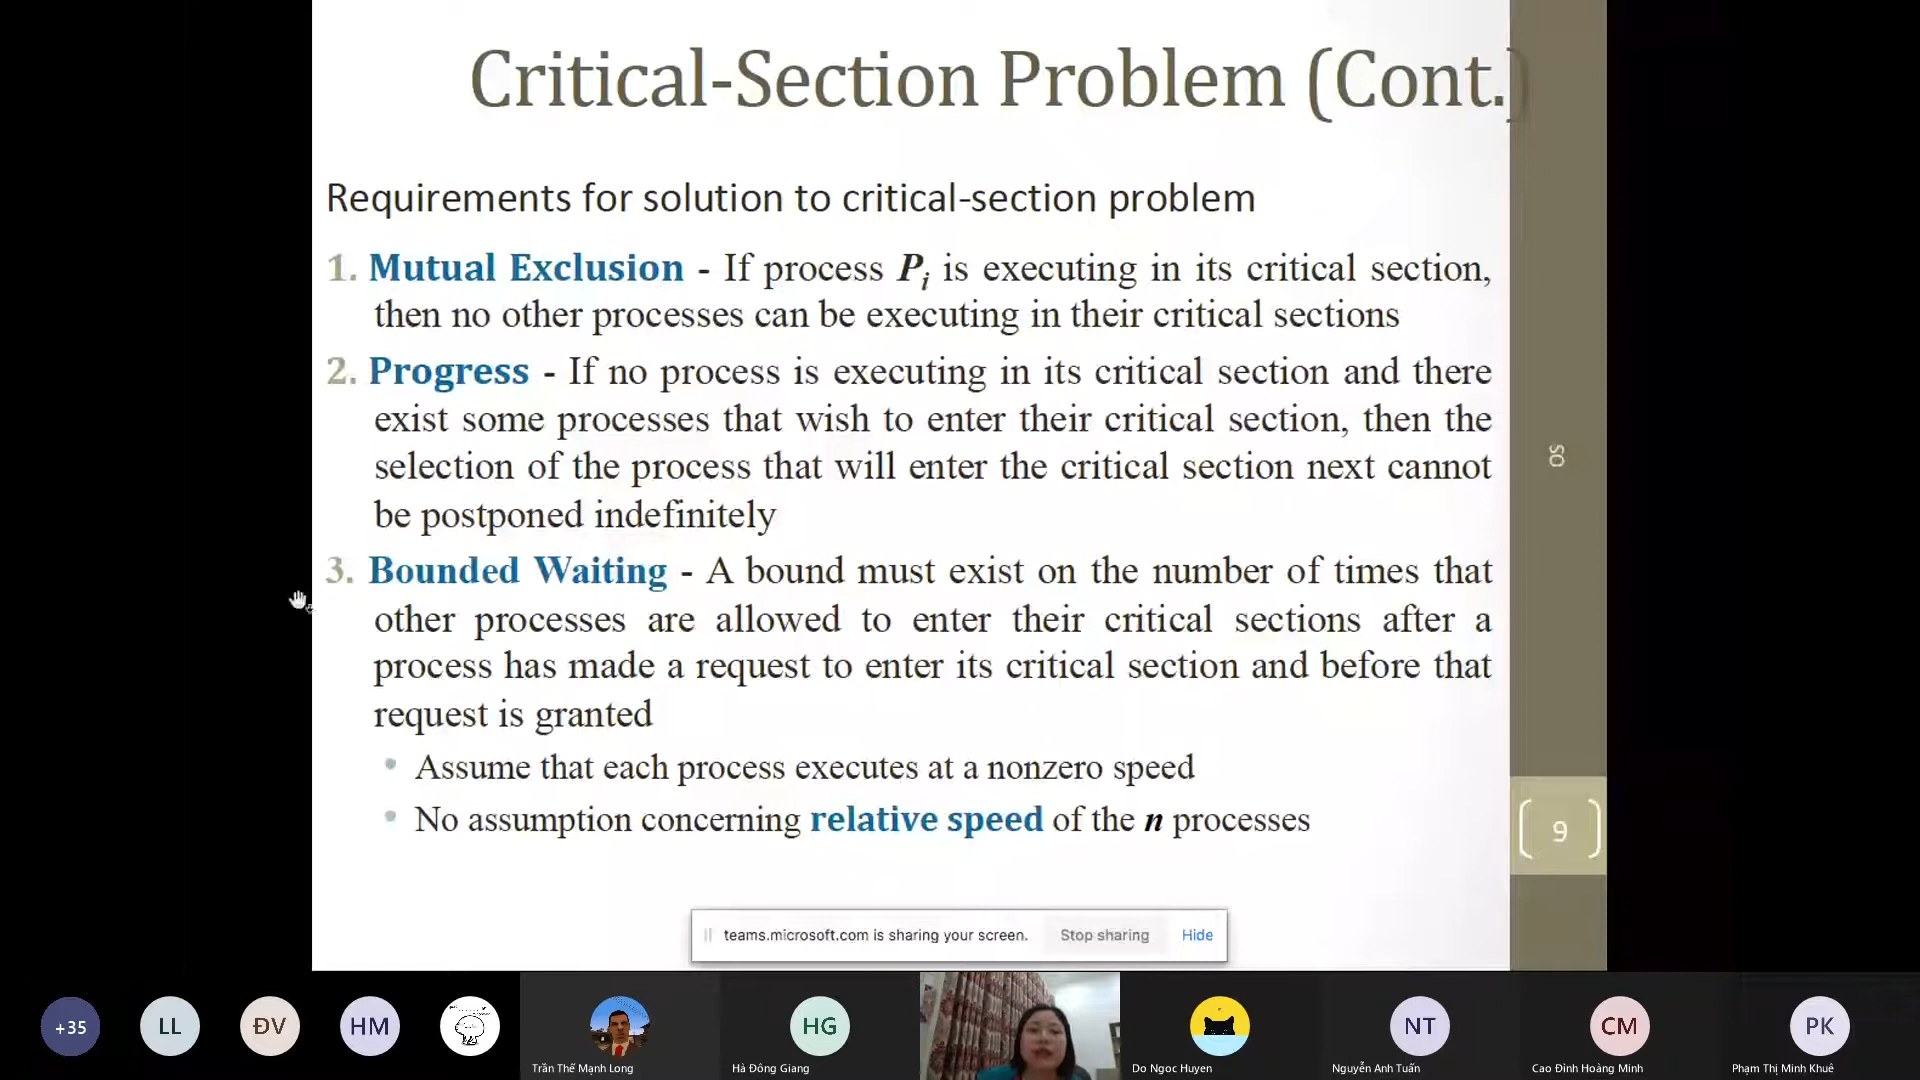 Critical-Section Problem (Cont.)
Requirements for solution to critical-section problem
1. Mutual Exclusion - If process Pi is executing in its critical section,
then no other processes can be executing in their critical sections
2. Progress - If no process is executing in its critical section and there
exist some processes that wish to enter their critical section, then the
selection of the process that will enter the critical section next cannot
be postponed indefinitely
3. Bounded Waiting - A bound must exist on the number of times that
other processes are allowed to enter their critical sections after a
process has made a request to enter its critical section and before that
request is granted
• Assume that each process executes at a nonzero speed
• No assumption concerning relative speed of the n processes
OS
9
teams.microsoft.com is sharing your screen. Stop sharing Hide
+35 LL ĐV HM HG NT CM PK
Trần Thế Mạnh Long Hà Đông Giang Do Ngoc Huyen Nguyễn Anh Tuấn Cao Đình Hoàng Minh Phạm Thị Minh Khuê